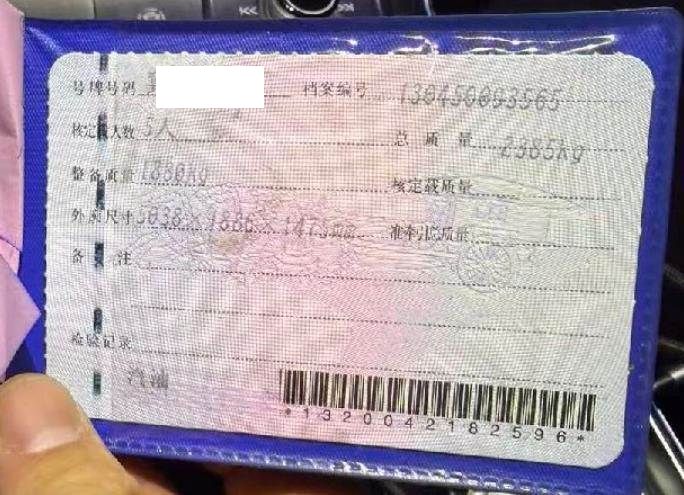 号牌号码 档案编号 130450093565
核定载人数 5人 总质量 2385kg
整备质量 1880kg 核定载质量
外廓尺寸 5038×1886×1475mm 准牵引总质量
备注
检验记录
汽油
*1320042182596*